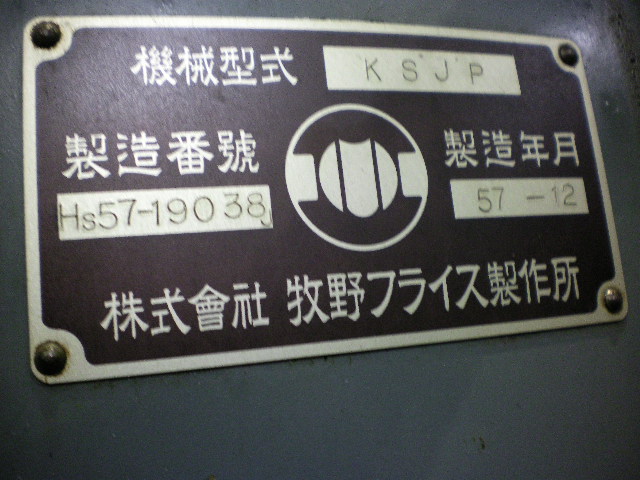 機械型式 KSJP
製造番號 製造年月
Hs57-19038J 57-12
株式會社 牧野フライス製作所